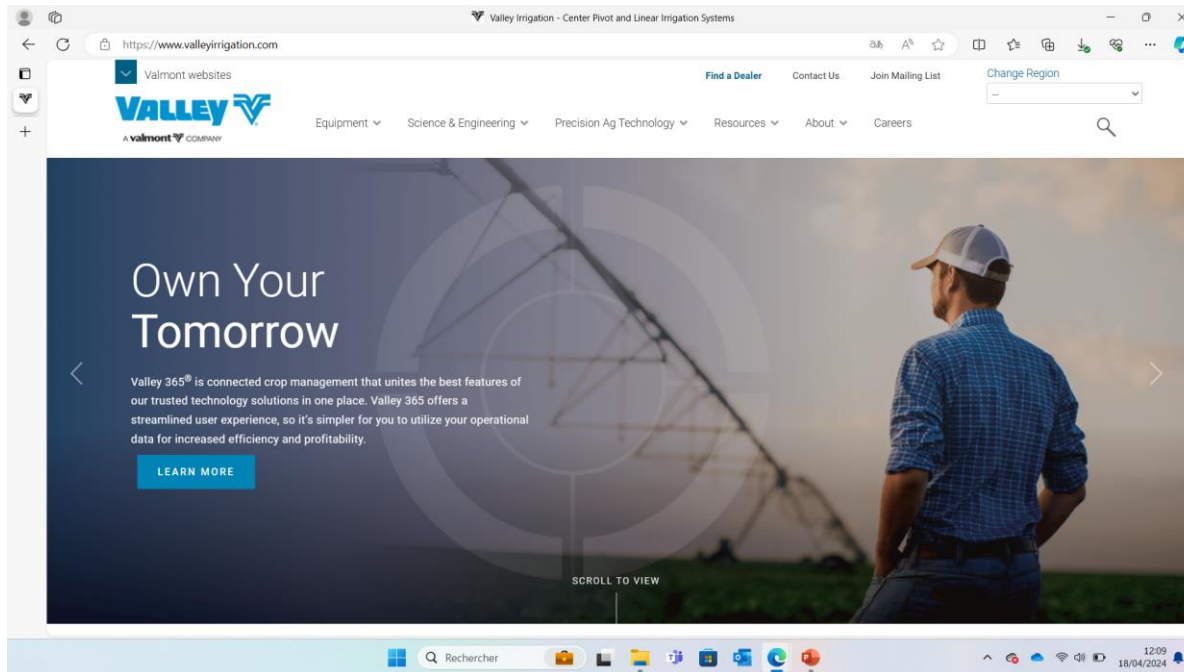 Valley Irrigation - Center Pivot and Linear Irrigation Systems
https://www.valleyirrigation.com
Valmont websites
Find a Dealer
Contact Us
Join Mailing List
Change Region
--
VALLEY
A valmont COMPANY
Equipment
Science & Engineering
Precision Ag Technology
Resources
About
Careers
Own Your
Tomorrow
Valley 365® is connected crop management that unites the best features of
our trusted technology solutions in one place. Valley 365 offers a
streamlined user experience, so it's simpler for you to utilize your operational
data for increased efficiency and profitability.
LEARN MORE
SCROLL TO VIEW
Rechercher
12:09
18/04/2024